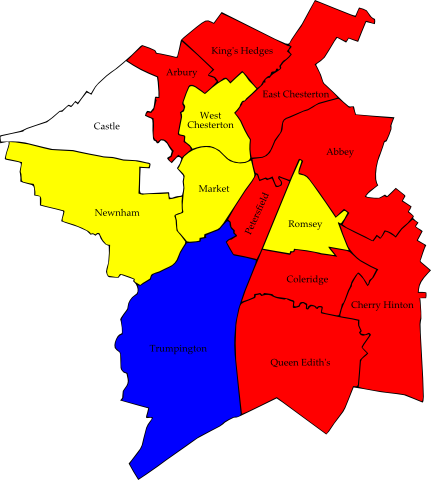 King's Hedges
Arbury
East Chesterton
West
Chesterton
Castle
Abbey
Market
Newnham
Petersfield
Romsey
Coleridge
Cherry Hinton
Trumpington
Queen Edith's